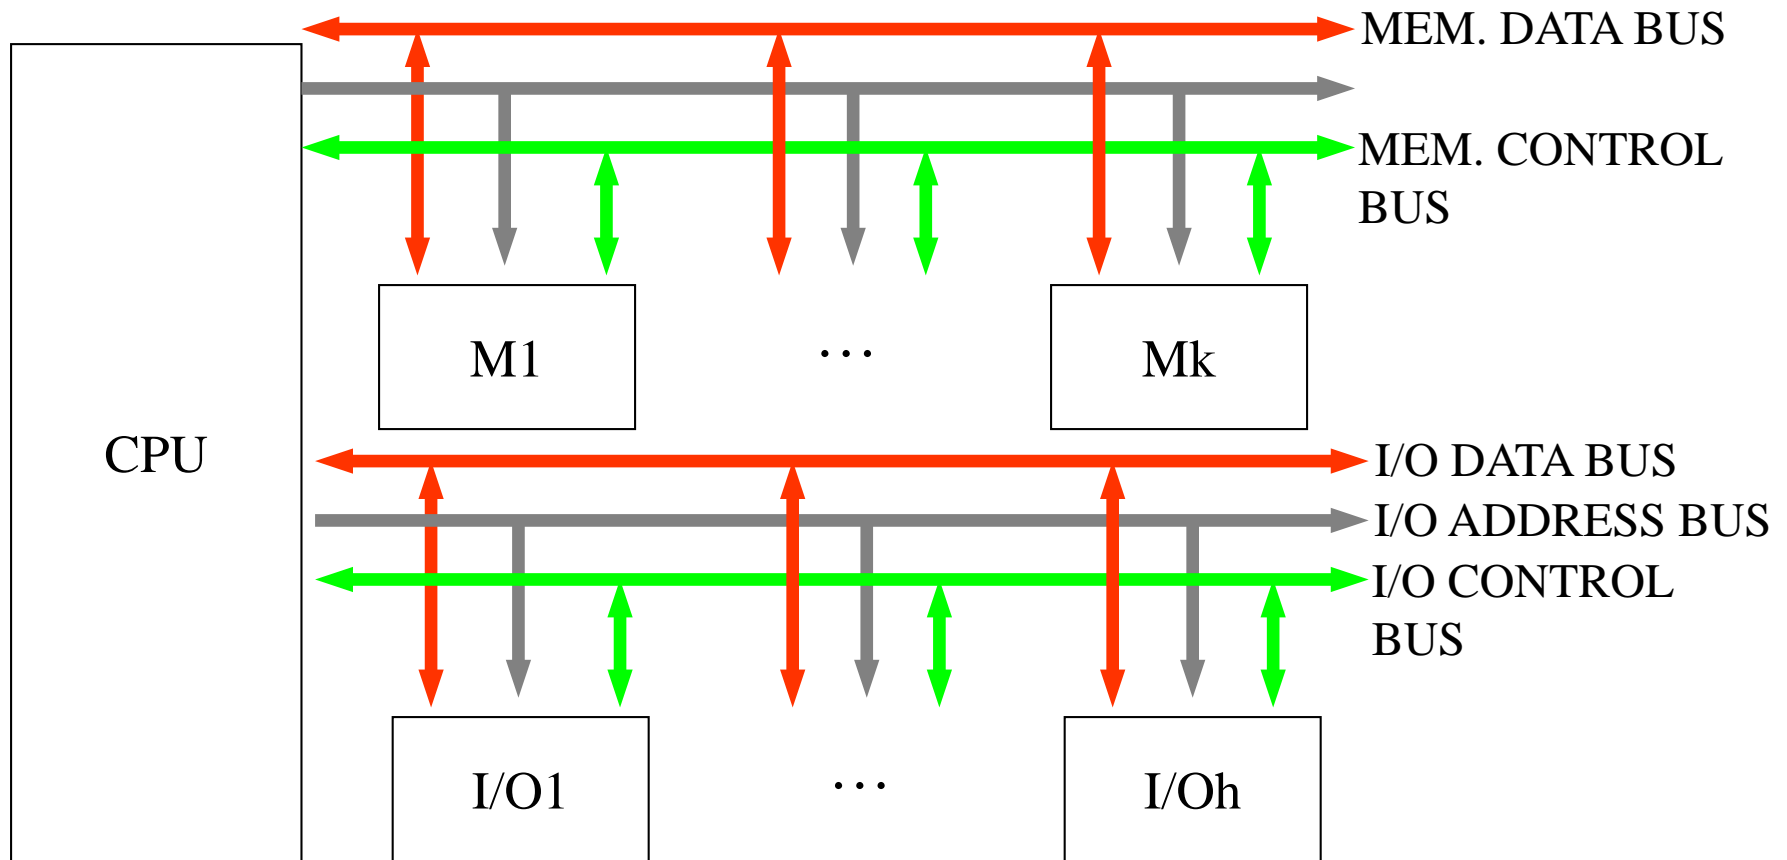 MEM. DATA BUS
MEM. CONTROL
BUS
M1
...
Mk
CPU
I/O DATA BUS
I/O ADDRESS BUS
I/O CONTROL
BUS
I/O1
...
I/Oh